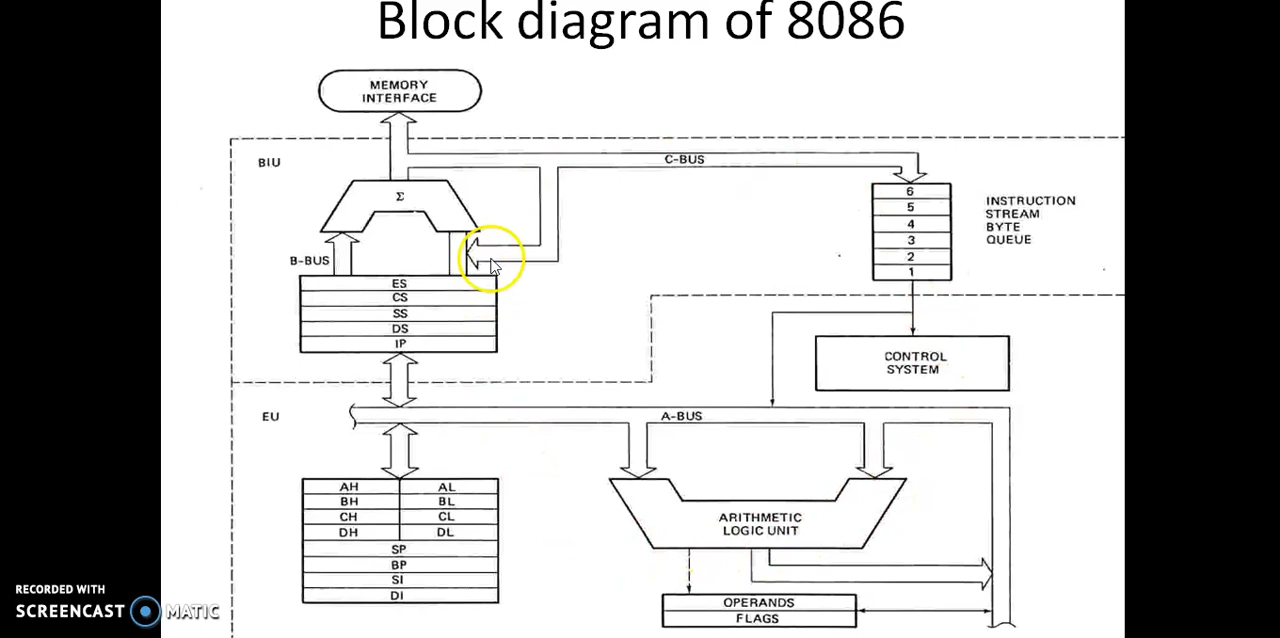 Block diagram of 8086
MEMORY
INTERFACE
BIU
C-BUS
Σ
6
5
4
3
2
1
INSTRUCTION
STREAM
BYTE
QUEUE
B-BUS
ES
CS
SS
DS
IP
CONTROL
SYSTEM
EU
A-BUS
AH AL
BH BL
CH CL
DH DL
SP
BP
SI
DI
ARITHMETIC
LOGIC UNIT
OPERANDS
FLAGS
RECORDED WITH
SCREENCAST MATIC